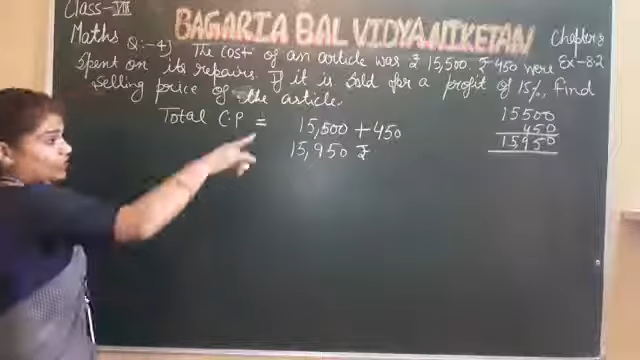 Class-VIII
BAGARIA BAL VIDYA NIKETAN
Maths Q:-4) The cost of an article was ₹ 15,500. ₹ 450 were
Chapter 8
Ex-8.2
spent on its repairs. If it is sold for a profit of 15%, find
selling price of the article.
Total C.P = 15,500 + 450
15,950 ₹
15500
450
15950